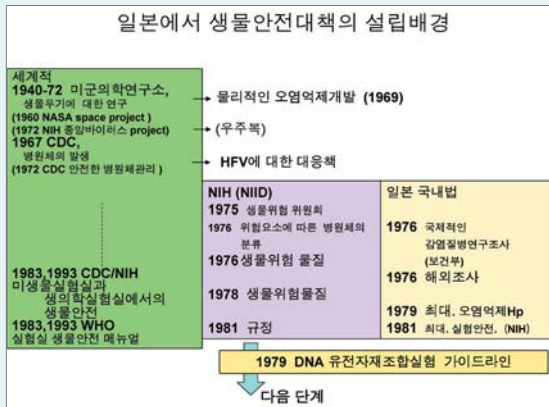 일본에서 생물안전대책의 설립배경
세계적
1940-72 미군의학연구소,
생물무기에 대한 연구
(1960 NASA space project )
(1972 NIH 종양바이러스 project)
1967 CDC,
병원체의 발생
(1972 CDC 안전한 병원체관리 )
1983,1993 CDC/NIH
미생물실험실과
생의학실험실에서의
생물안전
1983,1993 WHO
실험실 생물안전 메뉴얼
물리적인 오염억제개발 (1969)
(우주복)
HFV에 대한 대응책
NIH (NIID)
1975 생물위험 위원회
1976 위험요소에 따른 병원체의
분류
1976생물위험 물질
1978 생물위험물질
1981 규정
일본 국내법
1976 국제적인
감염질병연구조사
(보건부)
1976 해외조사
1979 최대. 오염억제Hp
1981 최대. 실험안전. (NIH)
1979 DNA 유전자재조합실험 가이드라인
다음 단계